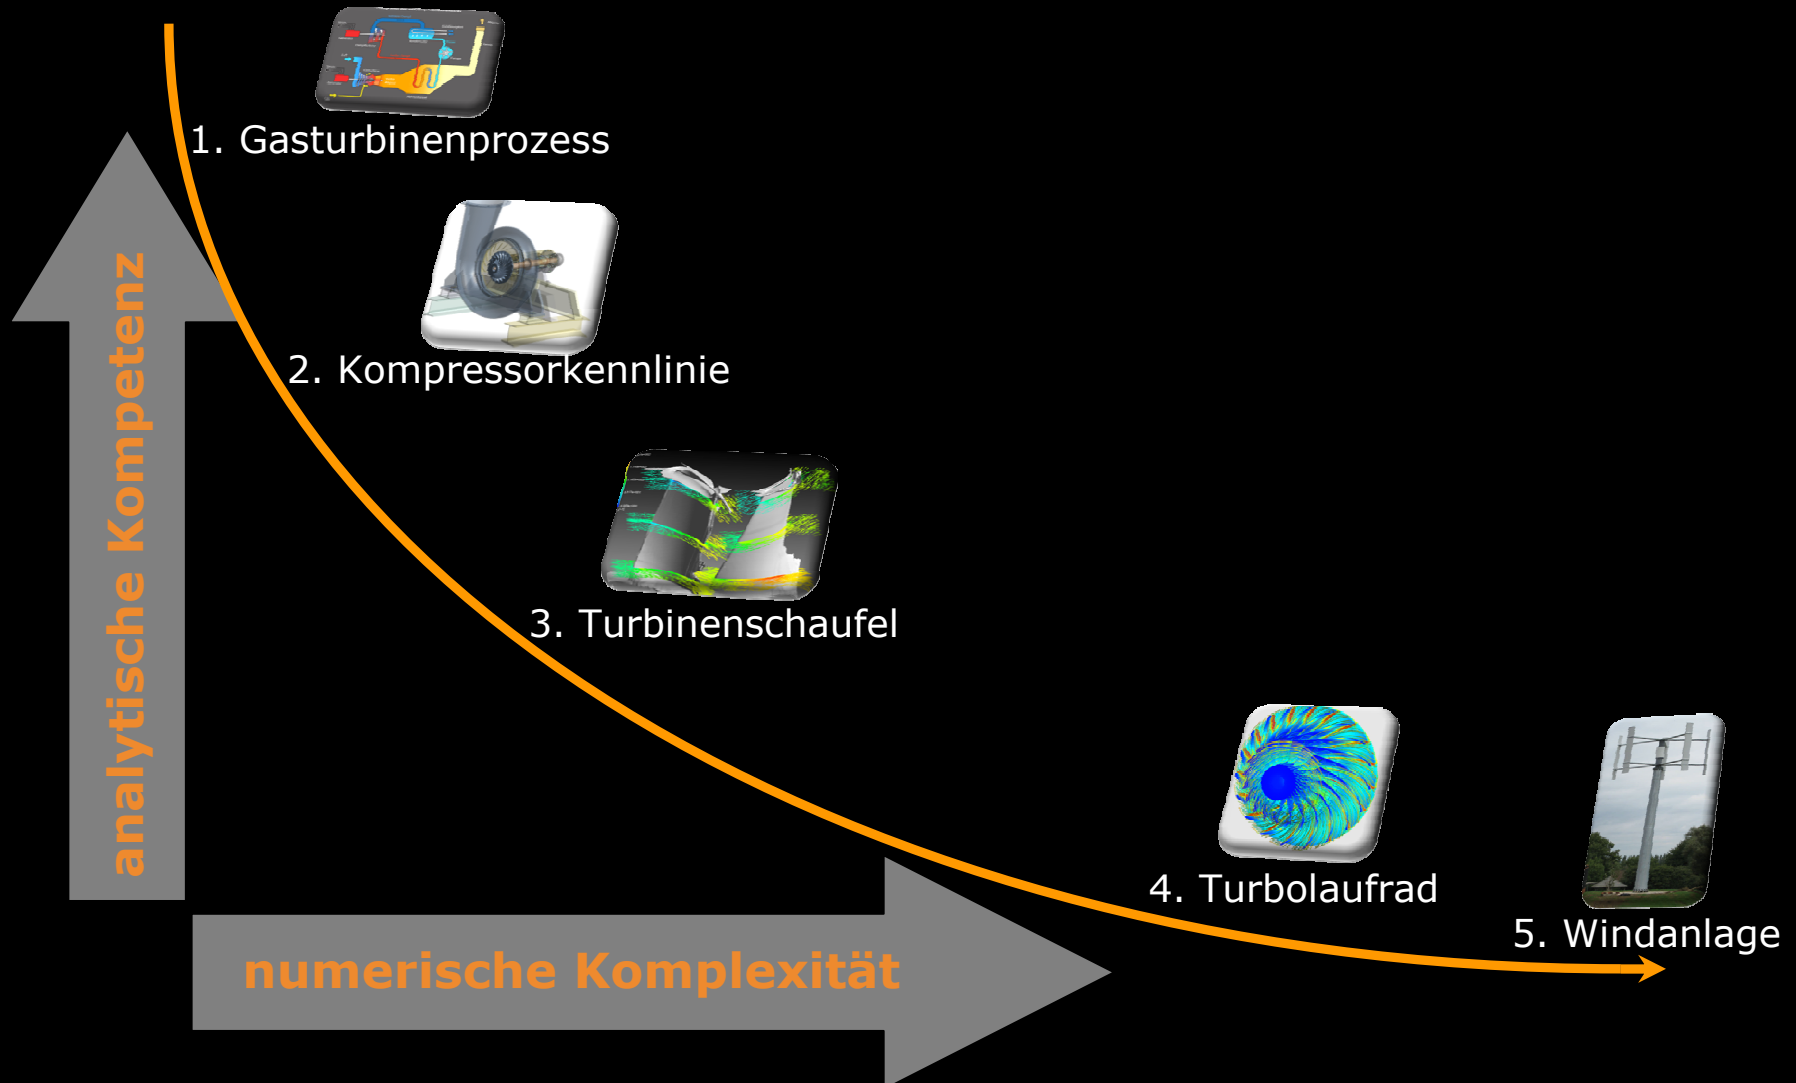 1. Gasturbinenprozess
2. Kompressorkennlinie
3. Turbinenschaufel
4. Turbolaufrad
5. Windanlage
analytische Kompetenz
numerische Komplexität